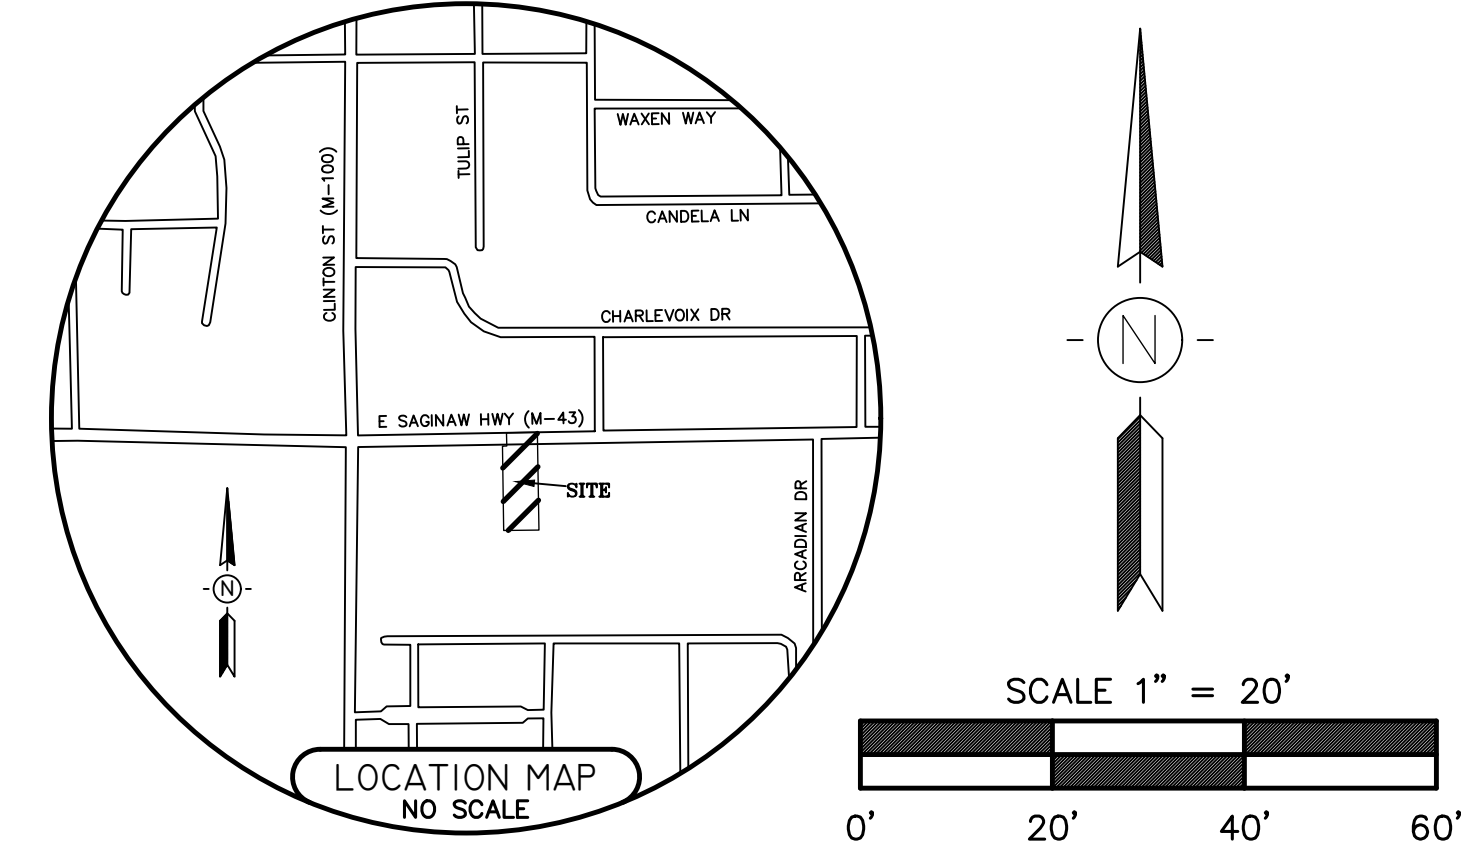 WAXEN WAY
TULIP ST
CLINTON ST (M-100)
CANDELA LN
CHARLEVOIX DR
E SAGINAW HWY (M-43)
SITE
ARCADIAN DR
N
LOCATION MAP
NO SCALE
N
SCALE 1" = 20'
0' 20' 40' 60'